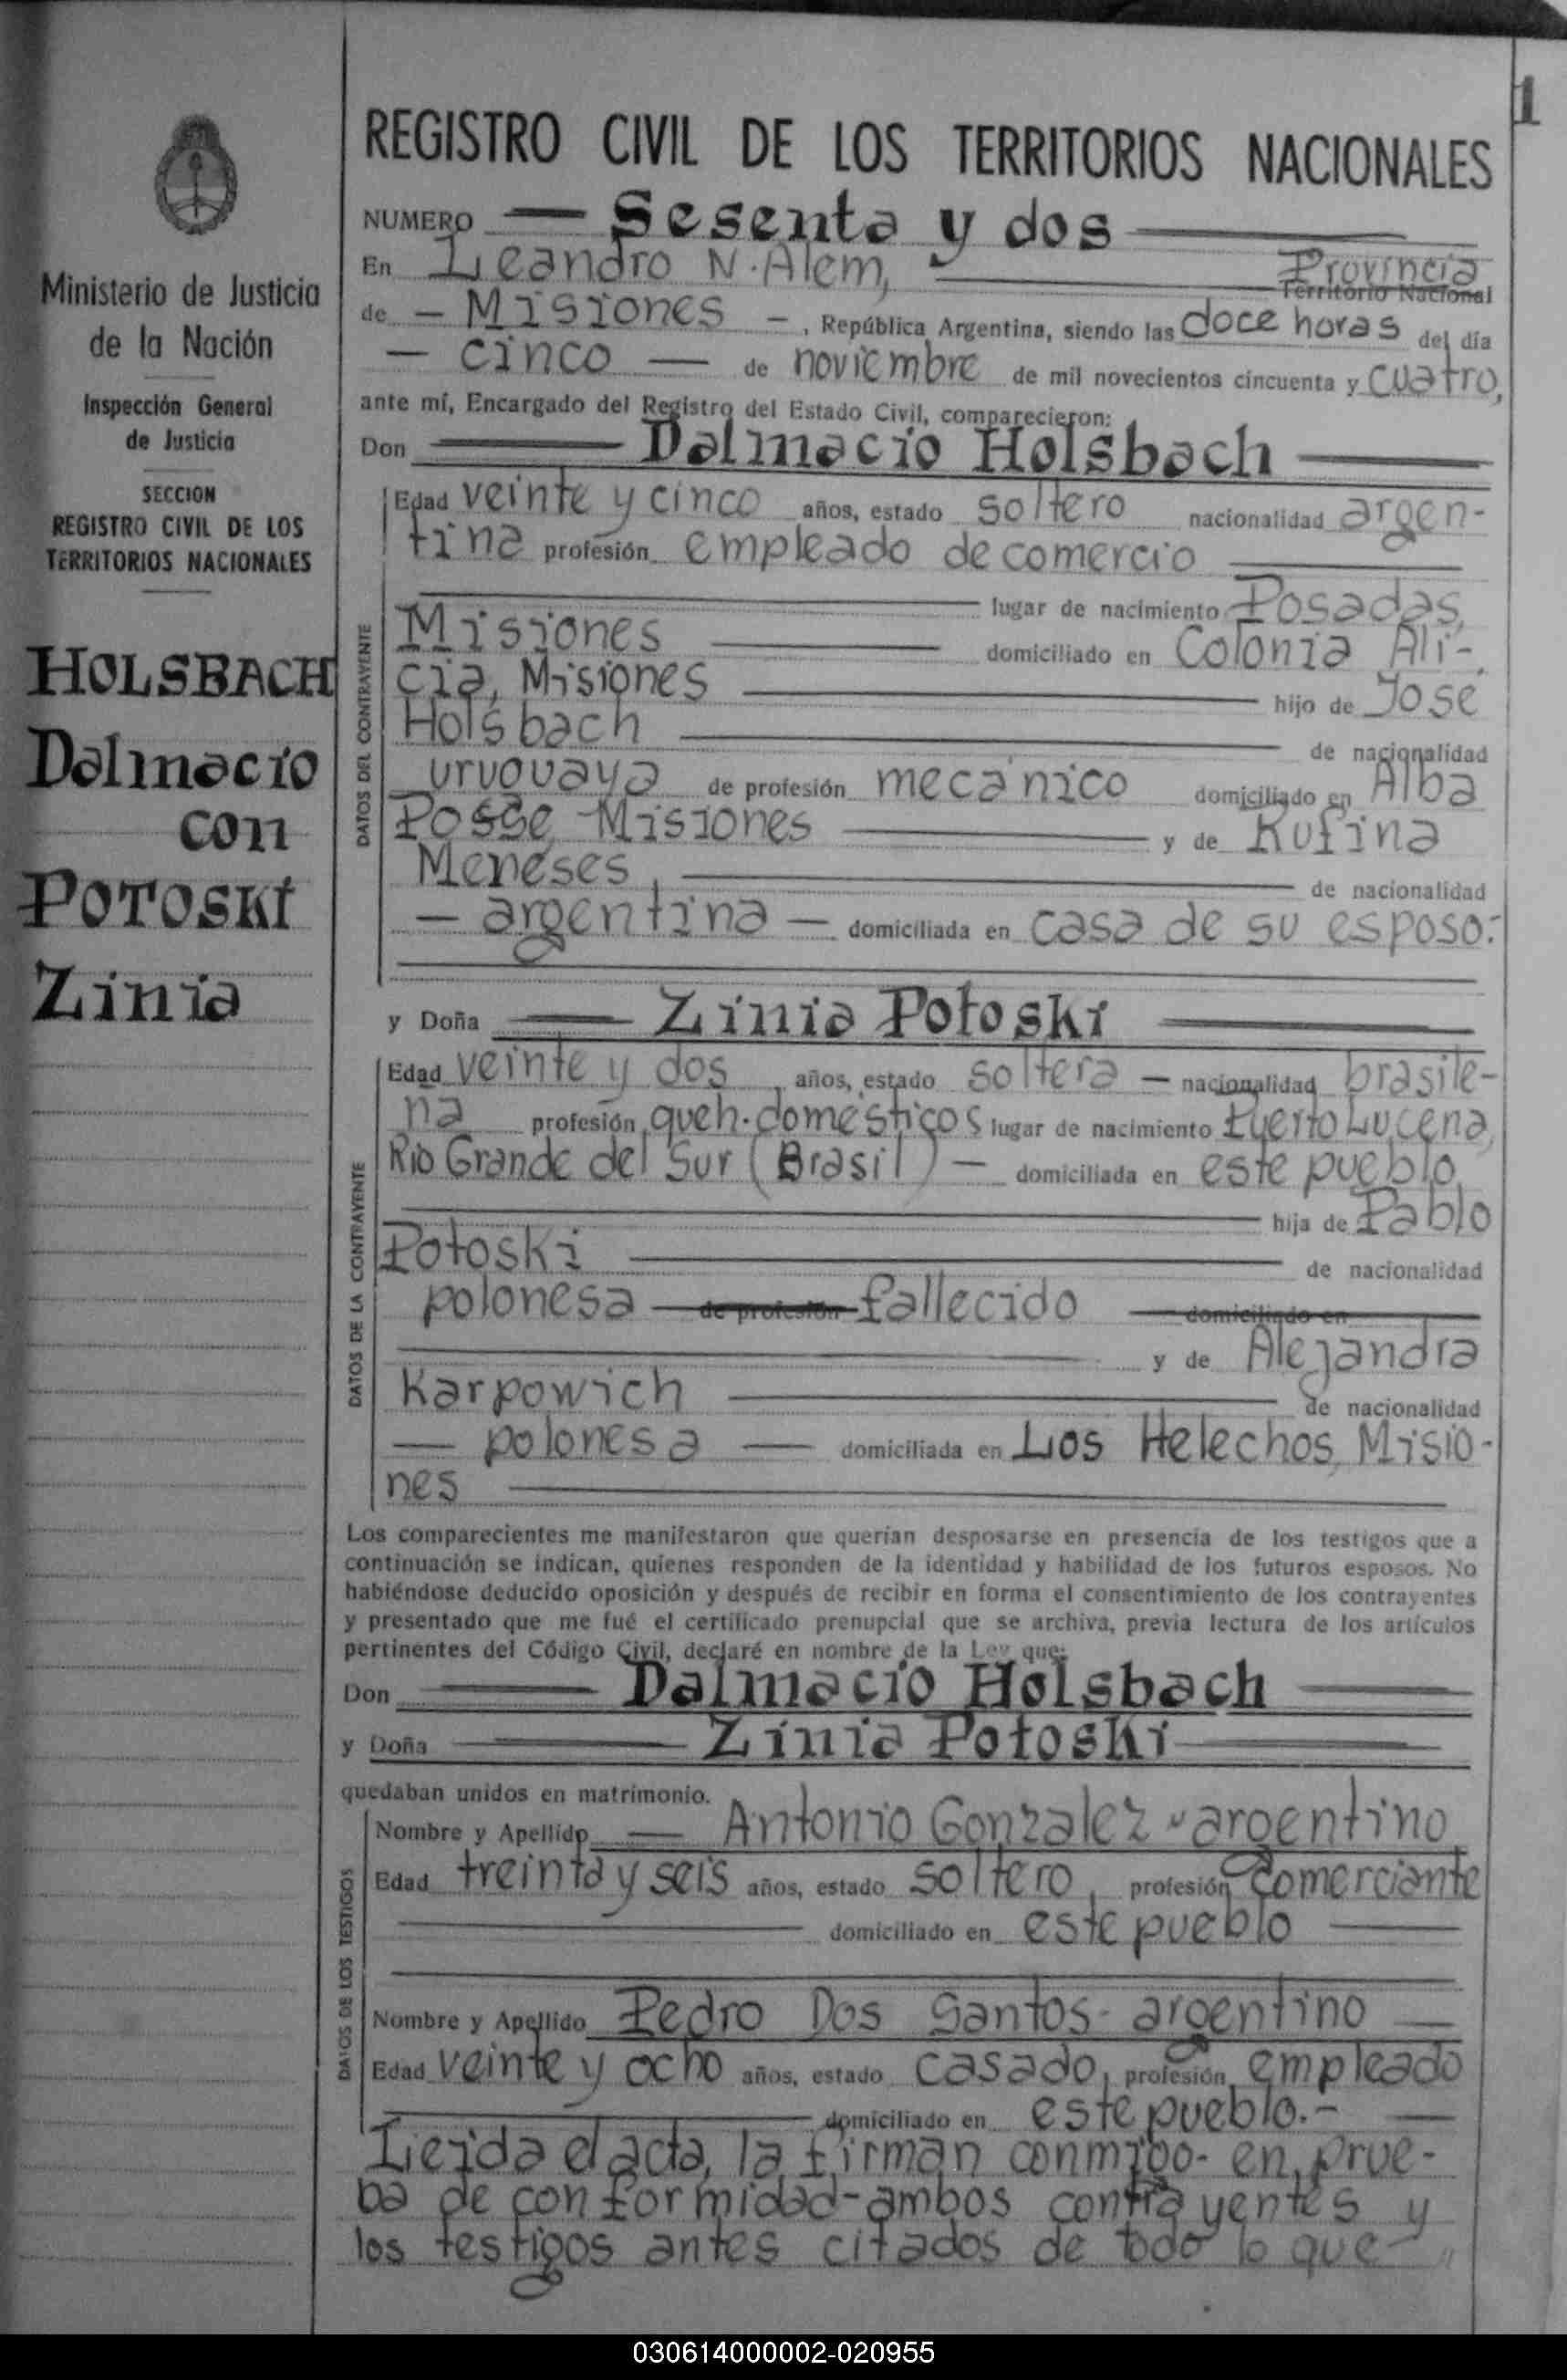 1
REGISTRO CIVIL DE LOS TERRITORIOS NACIONALES
Ministerio de Justicia
de la Nación
Inspección General
de Justicia
SECCION
REGISTRO CIVIL DE LOS
TERRITORIOS NACIONALES
HOLSBACH
Dalmacio
con
POTOSKI
Zinia
NUMERO — Sesenta y dos
En Leandro N. Alem, Provincia
Territorio Nacional
de — Misiones — , República Argentina, siendo las doce horas del día
— cinco — de noviembre de mil novecientos cincuenta y cuatro,
ante mí, Encargado del Registro del Estado Civil, comparecieron:
Don Dalmacio Holsbach
DATOS DEL CONTRAYENTE
Edad veinte y cinco años, estado soltero nacionalidad argen-
tina profesión empleado de comercio
lugar de nacimiento Posadas,
Misiones domiciliado en Colonia Ali-
cia, Misiones hijo de José
Holsbach de nacionalidad
uruguaya de profesión mecánico domiciliado en Alba
Posse, Misiones y de Rufina
Meneses, de nacionalidad
— argentina — domiciliada en casa de su esposo.-
y Doña Zinia Potoski
DATOS DE LA CONTRAYENTE
Edad veinte y dos años, estado soltera — nacionalidad brasile-
na profesión queh. domésticos lugar de nacimiento Puerto Lucena,
Rio Grande del Sur (Brasil) — domiciliada en este pueblo,
hija de Pablo
Potoski de nacionalidad
polonesa de profesión fallecido domiciliado en
y de Alejandra
Karpowich de nacionalidad
— polonesa — domiciliada en Los Helechos, Misio-
nes
Los comparecientes me manifestaron que querían desposarse en presencia de los testigos que a
continuación se indican, quienes responden de la identidad y habilidad de los futuros esposos. No
habiéndose deducido oposición y después de recibir en forma el consentimiento de los contrayentes
y presentado que me fué el certificado prenupcial que se archiva, previa lectura de los artículos
pertinentes del Código Civil, declaré en nombre de la Ley que:
Don Dalmacio Holsbach
y Doña Zinia Potoski
quedaban unidos en matrimonio.
DATOS DE LOS TESTIGOS
Nombre y Apellido — Antonio Gonzalez - argentino
Edad treinta y seis años, estado soltero, profesión comerciante
domiciliado en este pueblo
Nombre y Apellido Pedro Dos Santos - argentino —
Edad veinte y ocho años, estado casado, profesión empleado
domiciliado en este pueblo.- —
Leída el acta, la firman conmigo - en prue-
ba de conformidad - ambos contrayentes y
los testigos antes citados de todo lo que
030614000002-020955